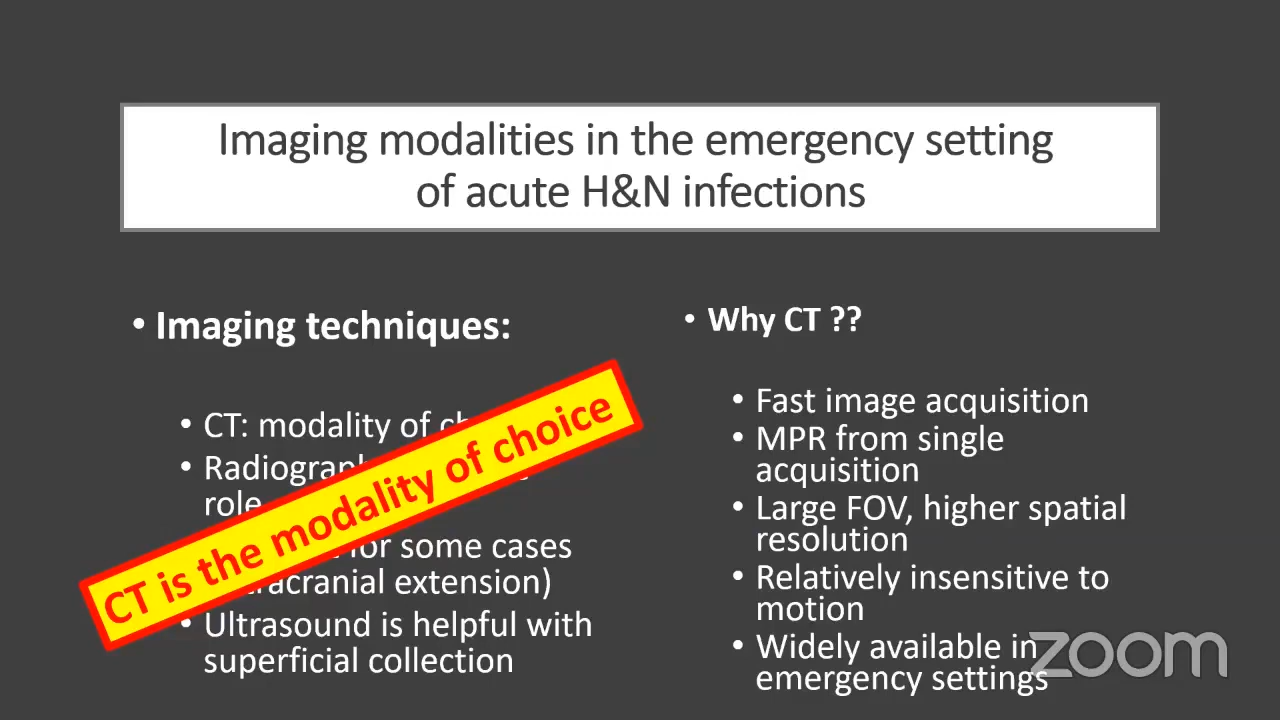 Imaging modalities in the emergency setting
of acute H&N infections
• Imaging techniques:
• CT: modality of
• 
role
for some cases
extension)
• Ultrasound is helpful with
superficial collection
CT is the modality of choice
• Why CT ??
• Fast image acquisition
• MPR from single
acquisition
• Large FOV, higher spatial
resolution
• Relatively insensitive to
motion
• Widely available in
emergency settings
zoom